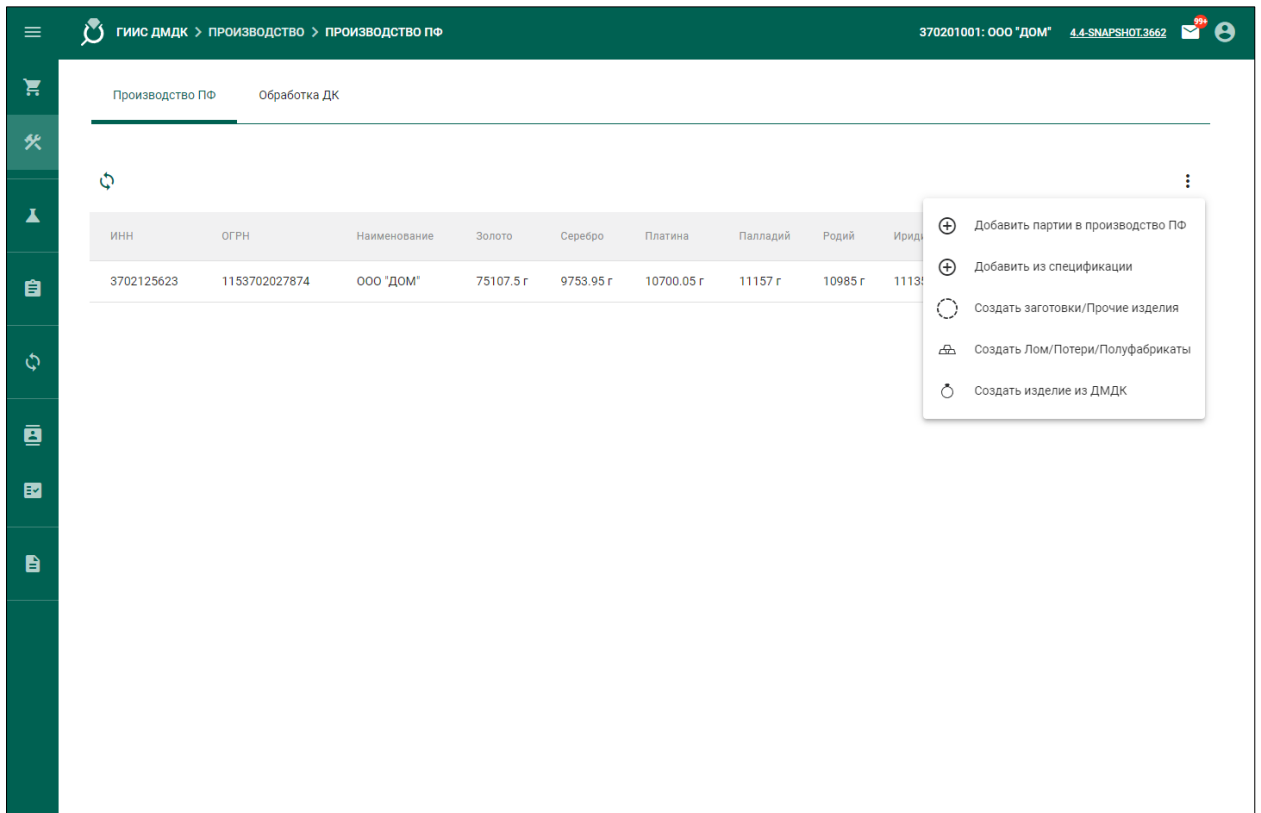 ГИИС ДМДК > ПРОИЗВОДСТВО > ПРОИЗВОДСТВО ПФ
370201001: ООО "ДОМ" 4.4-SNAPSHOT.3662 99+
Производство ПФ Обработка ДК
ИНН ОГРН Наименование Золото Серебро Платина Палладий Родий
3702125623 1153702027874 ООО "ДОМ" 75107.5 г 9753.95 г 10700.05 г 11157 г 10985 г
Добавить партии в производство ПФ
Добавить из спецификации
Создать заготовки/Прочие изделия
Создать Лом/Потери/Полуфабрикаты
Создать изделие из ДМДК